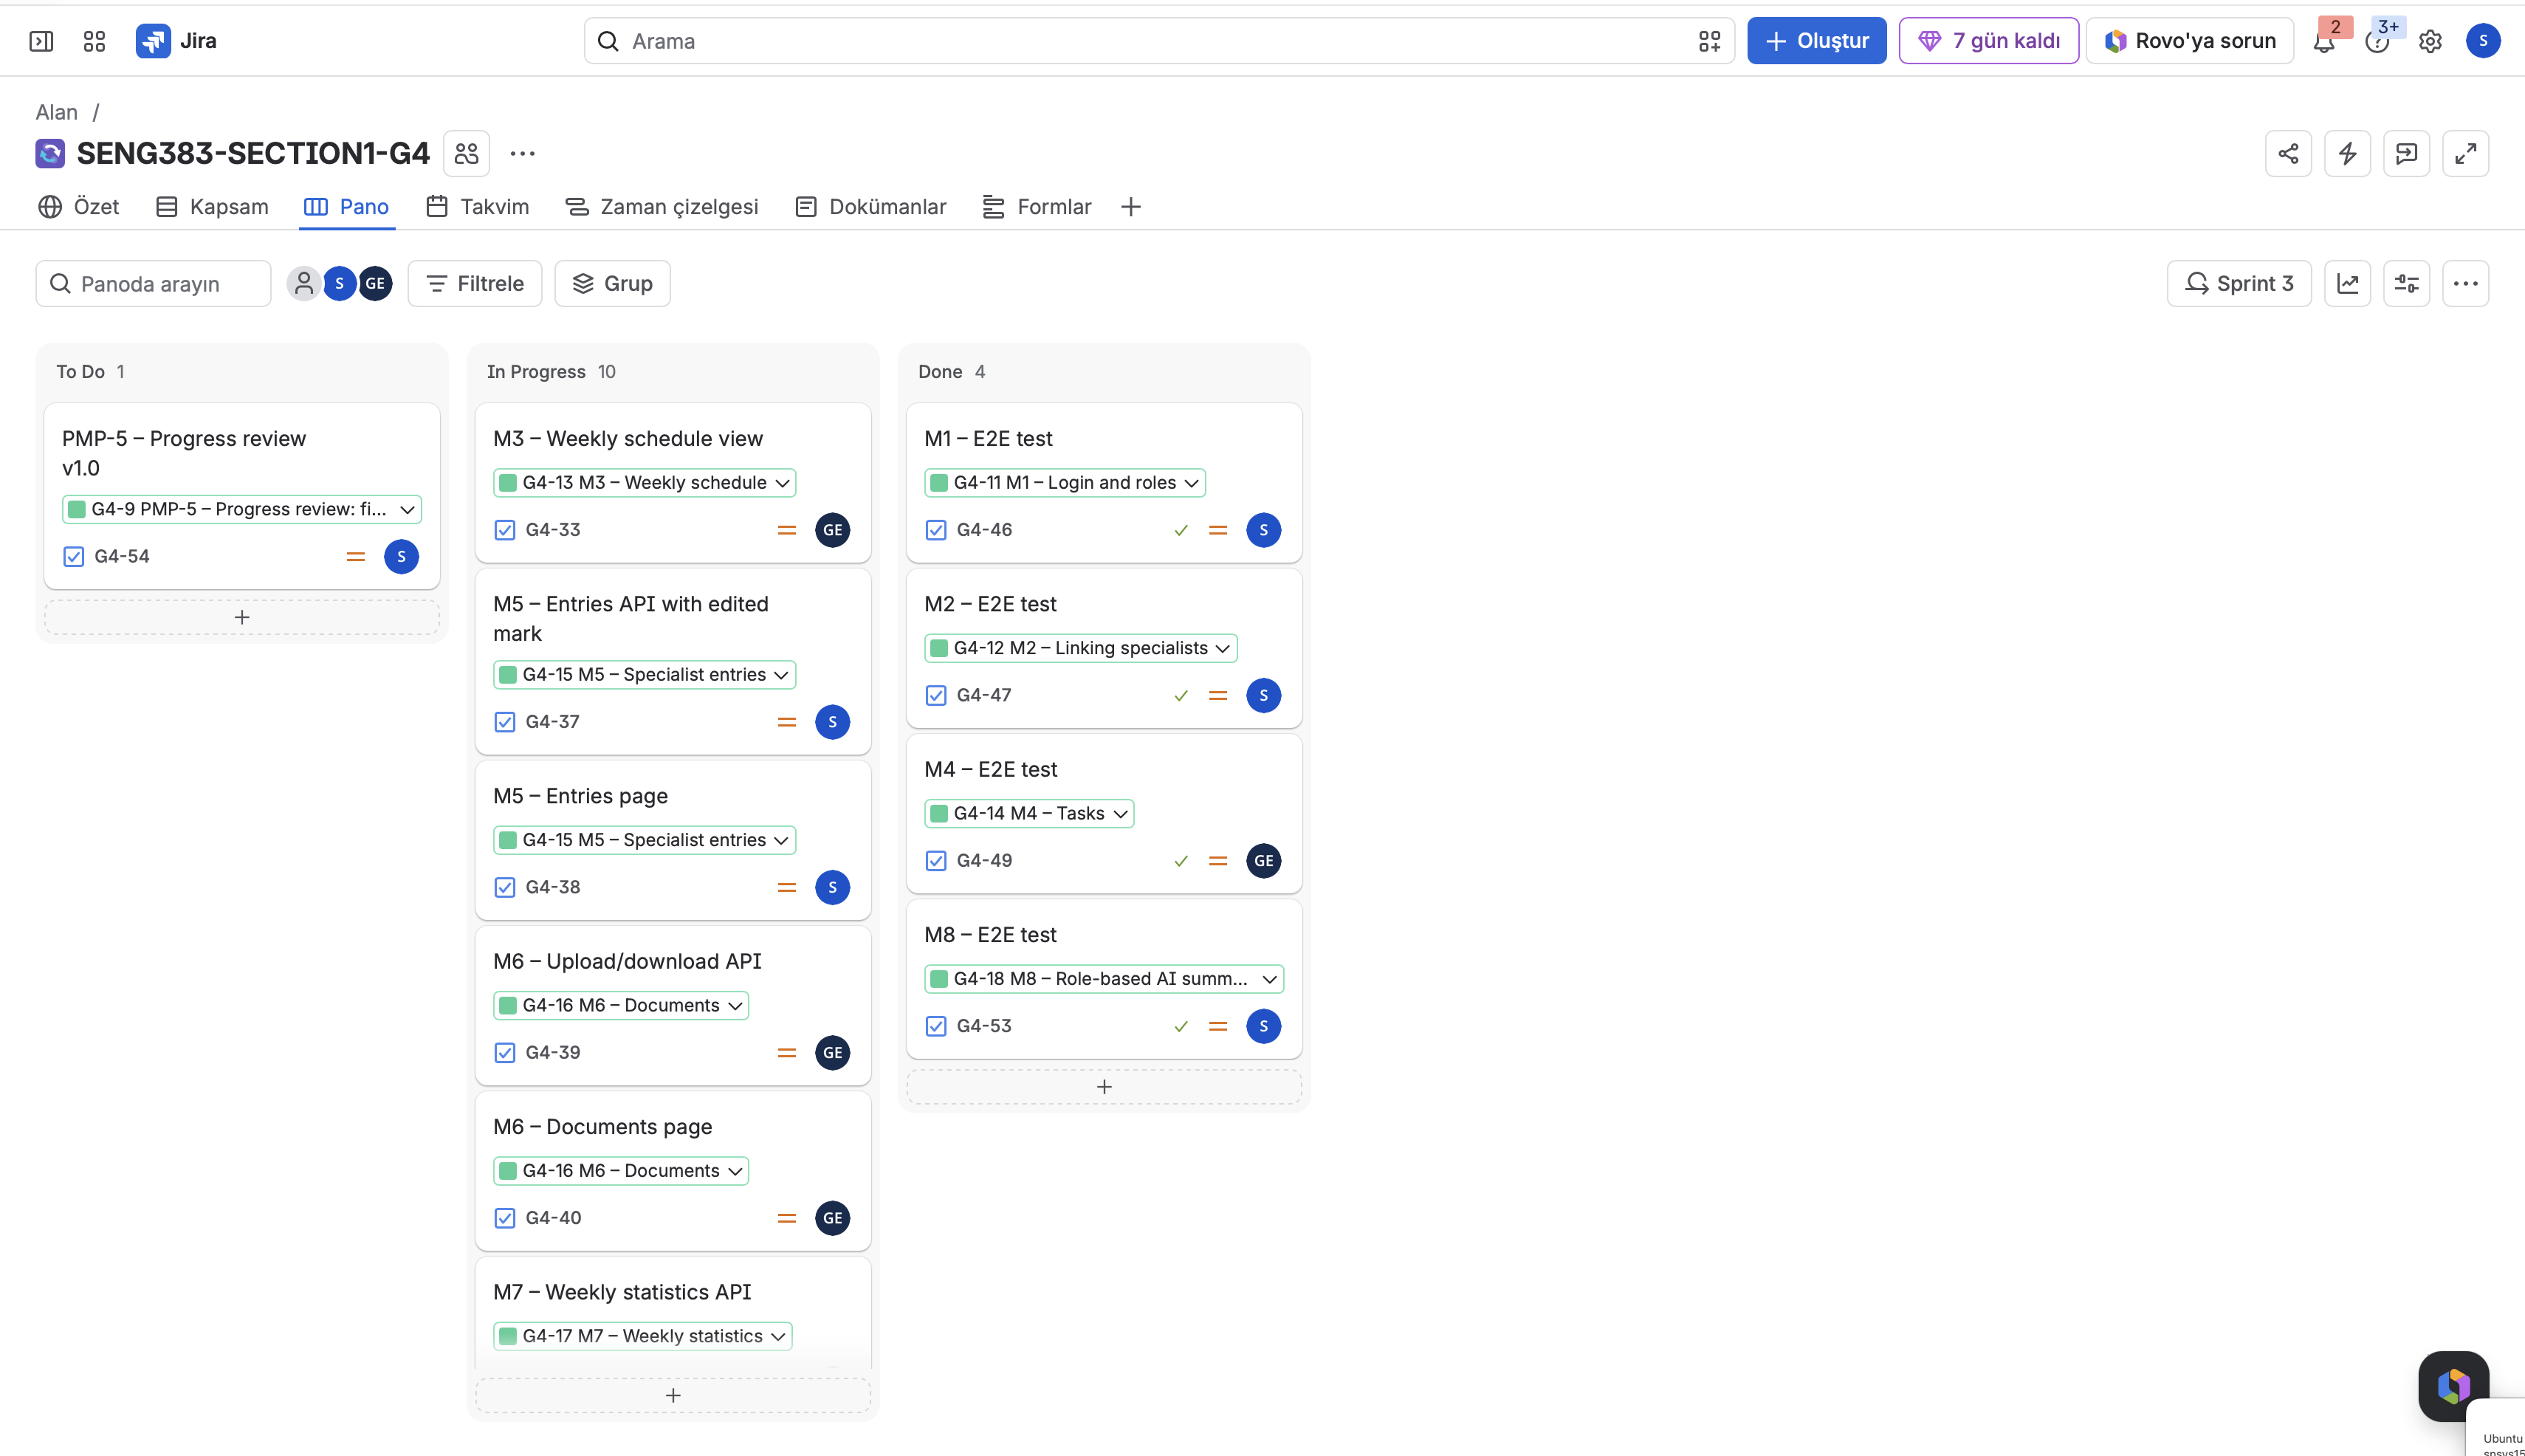 Jira
Arama
Oluştur
7 gün kaldı
Rovo'ya sorun
2
3+
S
Alan /
SENG383-SECTION1-G4
Özet
Kapsam
Pano
Takvim
Zaman çizelgesi
Dokümanlar
Formlar
Panoda arayın
S
GE
Filtrele
Grup
Sprint 3
To Do 1
PMP-5 – Progress review
v1.0
G4-9 PMP-5 – Progress review: fi...
G4-54
S
In Progress 10
M3 – Weekly schedule view
G4-13 M3 – Weekly schedule
G4-33
GE
M5 – Entries API with edited
mark
G4-15 M5 – Specialist entries
G4-37
S
M5 – Entries page
G4-15 M5 – Specialist entries
G4-38
S
M6 – Upload/download API
G4-16 M6 – Documents
G4-39
GE
M6 – Documents page
G4-16 M6 – Documents
G4-40
GE
M7 – Weekly statistics API
G4-17 M7 – Weekly statistics
Done 4
M1 – E2E test
G4-11 M1 – Login and roles
G4-46
S
M2 – E2E test
G4-12 M2 – Linking specialists
G4-47
S
M4 – E2E test
G4-14 M4 – Tasks
G4-49
GE
M8 – E2E test
G4-18 M8 – Role-based AI summ...
G4-53
S
Ubuntu